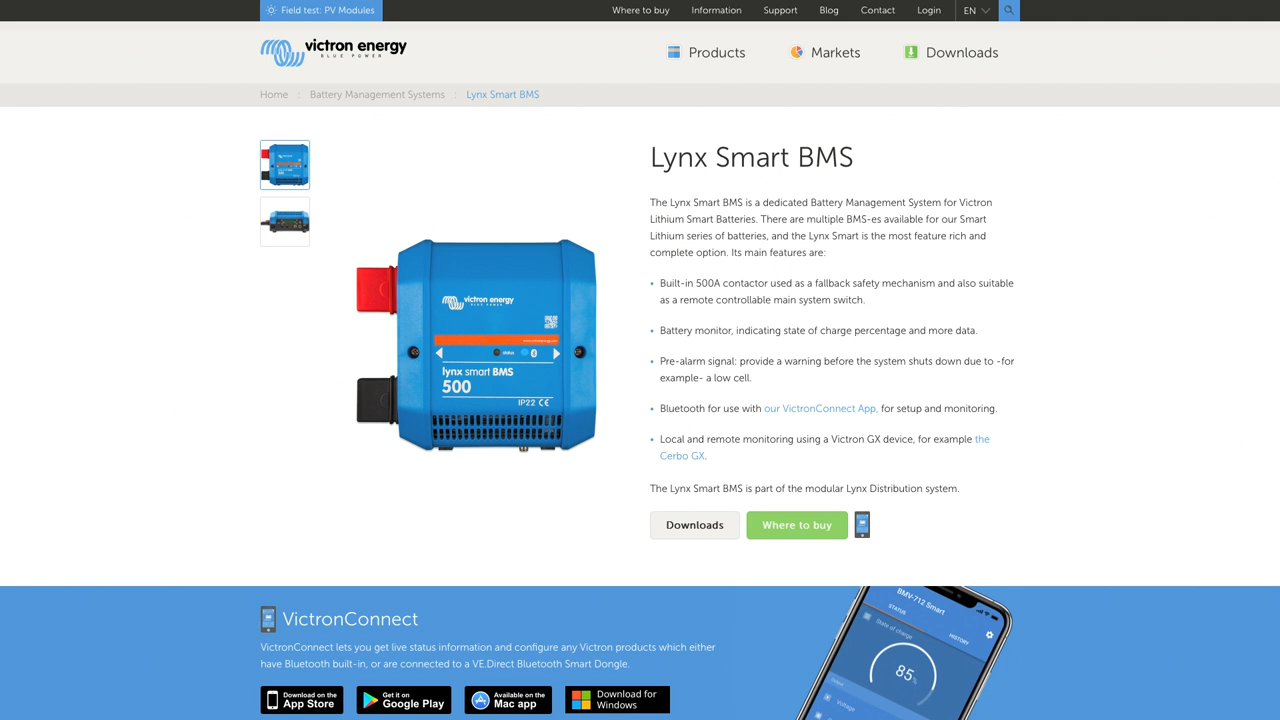 Field test: PV Modules
Where to buy
Information
Support
Blog
Contact
Login
EN
victron energy
BLUE POWER
Products
Markets
Downloads
Home : Battery Management Systems : Lynx Smart BMS
Lynx Smart BMS
The Lynx Smart BMS is a dedicated Battery Management System for Victron
Lithium Smart Batteries. There are multiple BMS-es available for our Smart
Lithium series of batteries, and the Lynx Smart is the most feature rich and
complete option. Its main features are:
• Built-in 500A contactor used as a fallback safety mechanism and also suitable
as a remote controllable main system switch.
• Battery monitor, indicating state of charge percentage and more data.
• Pre-alarm signal: provide a warning before the system shuts down due to -for
example- a low cell.
• Bluetooth for use with our VictronConnect App, for setup and monitoring.
• Local and remote monitoring using a Victron GX device, for example the
Cerbo GX.
The Lynx Smart BMS is part of the modular Lynx Distribution system.
Downloads
Where to buy
victron energy
BLUE POWER
status
lynx smart BMS
500
IP22 CE
VictronConnect
VictronConnect lets you get live status information and configure any Victron products which either
have Bluetooth built-in, or are connected to a VE.Direct Bluetooth Smart Dongle.
Download on the
App Store
Get it on
Google Play
Available on the
Mac app
Download for
Windows
BMV-712 Smart
STATUS
HISTORY
State of charge
85%
Voltage